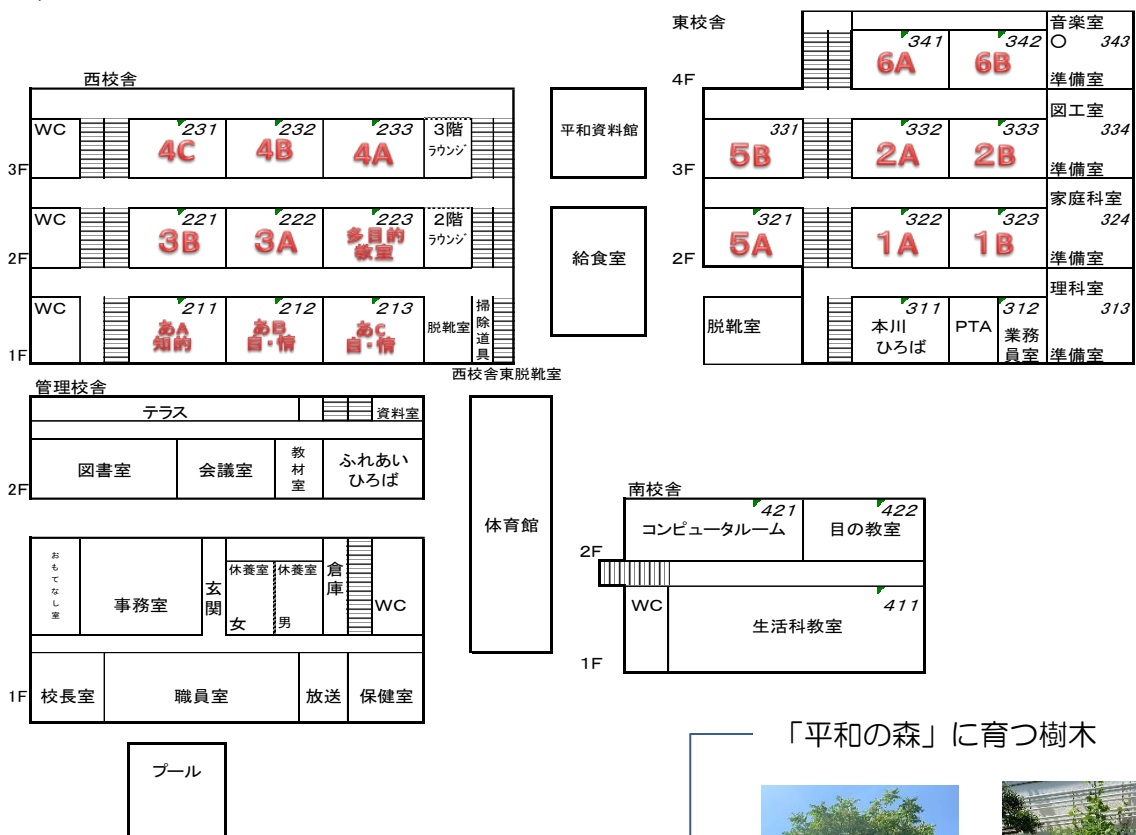 西校舎
WC
231
4C
232
4B
233
4A
3階
ラウンジ
3F
WC
221
3B
222
3A
223
多目的
教室
2階
ラウンジ
2F
WC
211
あA
知的
212
あB
自・情
213
あC
自・情
脱靴室
掃除道具
1F
西校舎東脱靴室
平和資料館
給食室
体育館
東校舎
341
6A
342
6B
音楽室
〇 343
準備室
4F
331
5B
332
2A
333
2B
図工室
334
準備室
3F
321
5A
322
1A
323
1B
家庭科室
324
準備室
2F
脱靴室
311
本川
ひろば
PTA
312
業務
員室
理科室
313
準備室
1F
管理校舎
テラス
資料室
図書室
会議室
教材室
ふれあい
ひろば
2F
おもてなし室
事務室
玄関
休養室
女
休養室
男
倉庫
WC
校長室
職員室
放送
保健室
1F
プール
南校舎
421
コンピュータルーム
422
目の教室
2F
WC
411
生活科教室
1F
「平和の森」に育つ樹木